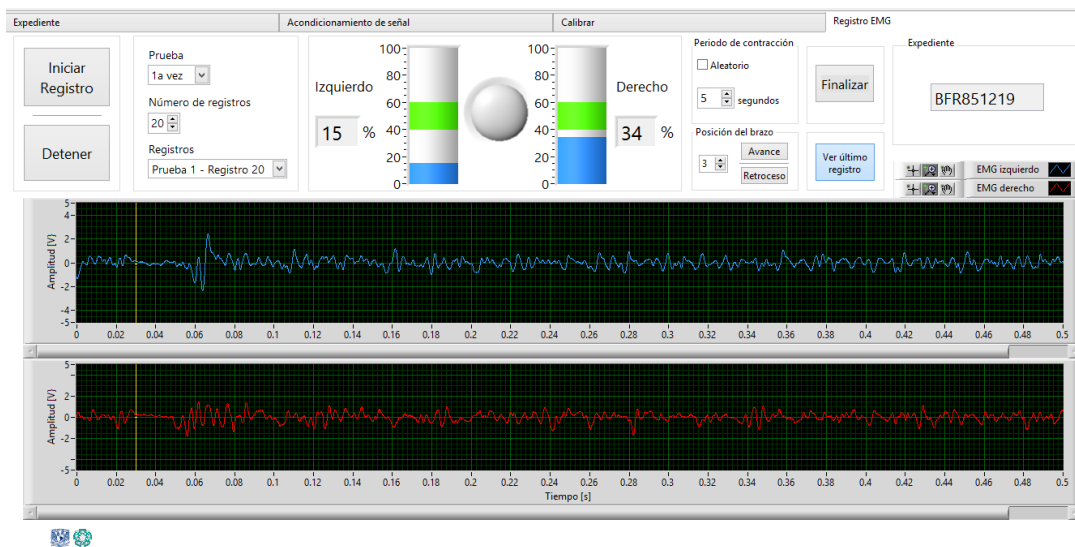 Expediente
Acondicionamiento de señal
Calibrar
Registro EMG
Iniciar
Registro
Detener
Prueba
1a vez
Número de registros
20
Registros
Prueba 1 - Registro 20
Izquierdo
15 %
100
80
60
40
20
0
100
80
60
40
20
0
Derecho
34 %
Periodo de contracción
Aleatorio
5 segundos
Posición del brazo
3
Avance
Retroceso
Finalizar
Ver último
registro
Expediente
BFR851219
EMG izquierdo
EMG derecho
Amplitud [V]
5
4
2
0
-2
-4
-5
0 0.02 0.04 0.06 0.08 0.1 0.12 0.14 0.16 0.18 0.2 0.22 0.24 0.26 0.28 0.3 0.32 0.34 0.36 0.38 0.4 0.42 0.44 0.46 0.48 0.5
Amplitud [V]
5
2
0
-2
-5
0 0.02 0.04 0.06 0.08 0.1 0.12 0.14 0.16 0.18 0.2 0.22 0.24 0.26 0.28 0.3 0.32 0.34 0.36 0.38 0.4 0.42 0.44 0.46 0.48 0.5
Tiempo [s]